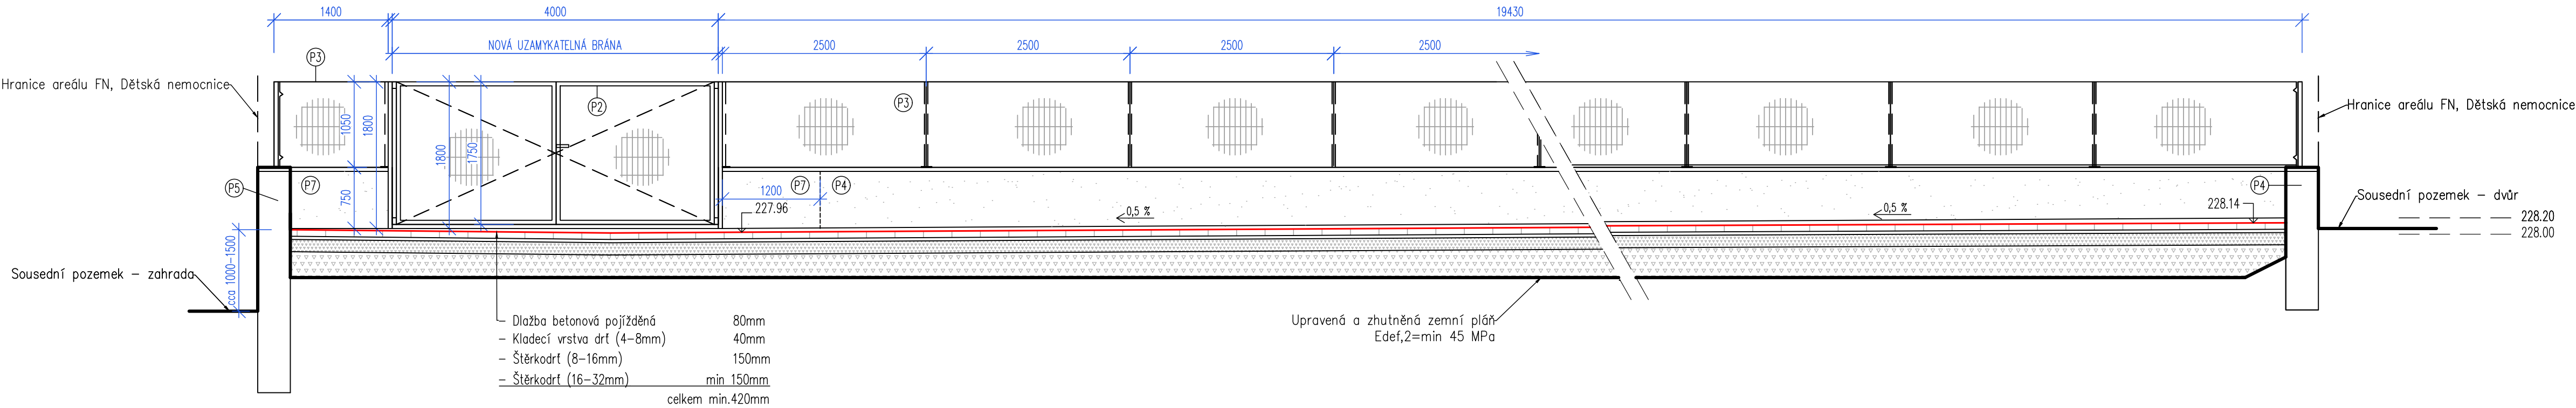 1400
4000
19430
NOVÁ UZAMYKATELNÁ BRÁNA
2500
2500
2500
2500
P3
Hranice areálu FN, Dětská nemocnice
1050
1800
1800
1750
P2
P3
Hranice areálu FN, Dětská nemocnice
P5
P7
750
1200
P7
P4
227.96
0,5 %
0,5 %
228.14
P4
Sousední pozemek – dvůr
228.20
228.00
cca 1000-1500
Sousední pozemek – zahrada
– Dlažba betonová pojížděná 80mm
– Kladecí vrstva drť (4-8mm) 40mm
– Štěrkodrť (8-16mm) 150mm
– Štěrkodrť (16-32mm) min 150mm
celkem min.420mm
Upravená a zhutněná zemní pláň
Edef,2=min 45 MPa